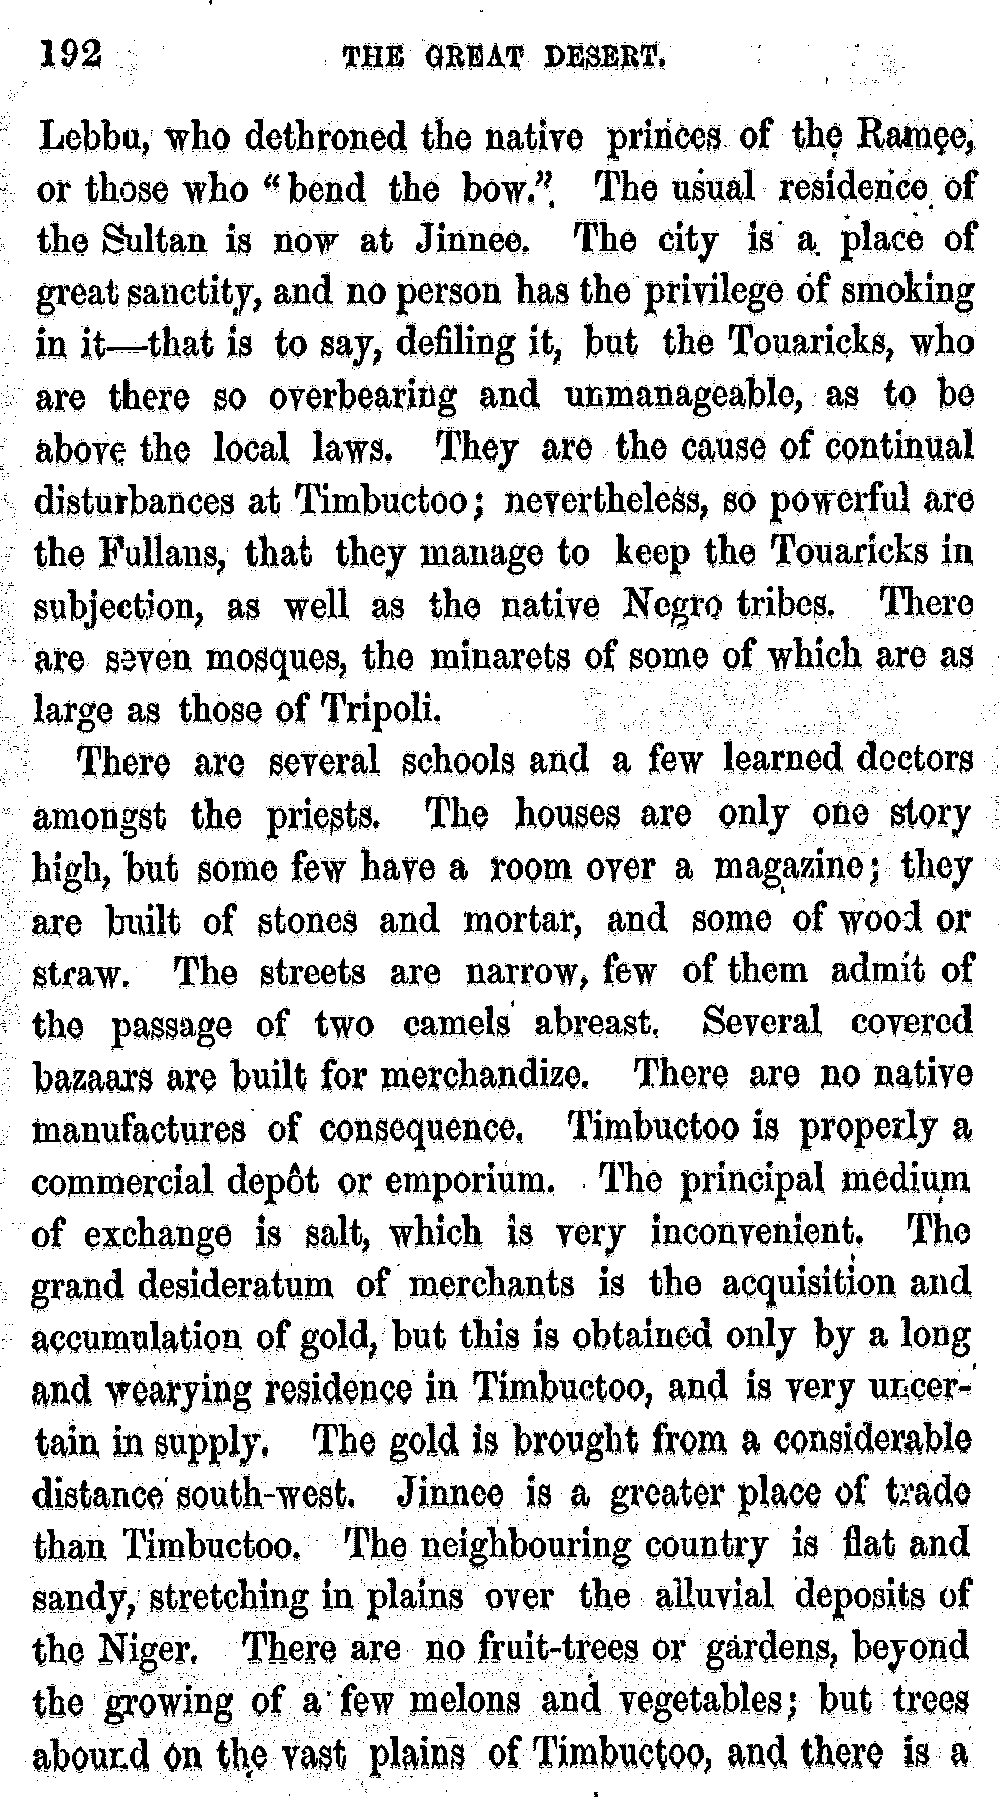 192 THE GREAT DESERT.
Lebbu, who dethroned the native princes of the Ramee,
or those who "bend the bow." The usual residence of
the Sultan is now at Jinnee. The city is a place of
great sanctity, and no person has the privilege of smoking
in it—that is to say, defiling it, but the Touaricks, who
are there so overbearing and unmanageable, as to be
above the local laws. They are the cause of continual
disturbances at Timbuctoo; nevertheless, so powerful are
the Fullans, that they manage to keep the Touaricks in
subjection, as well as the native Negro tribes. There
are seven mosques, the minarets of some of which are as
large as those of Tripoli.
There are several schools and a few learned doctors
amongst the priests. The houses are only one story
high, but some few have a room over a magazine; they
are built of stones and mortar, and some of wood or
straw. The streets are narrow, few of them admit of
the passage of two camels abreast. Several covered
bazaars are built for merchandize. There are no native
manufactures of consequence. Timbuctoo is properly a
commercial depôt or emporium. The principal medium
of exchange is salt, which is very inconvenient. The
grand desideratum of merchants is the acquisition and
accumulation of gold, but this is obtained only by a long
and wearying residence in Timbuctoo, and is very uncer-
tain in supply. The gold is brought from a considerable
distance south-west. Jinnee is a greater place of trade
than Timbuctoo. The neighbouring country is flat and
sandy, stretching in plains over the alluvial deposits of
the Niger. There are no fruit-trees or gardens, beyond
the growing of a few melons and vegetables; but trees
abound on the vast plains of Timbuctoo, and there is a